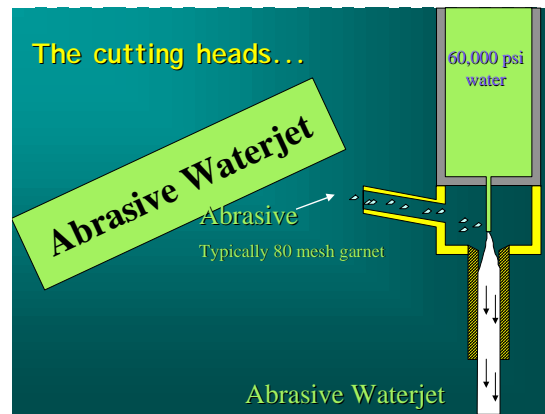 The cutting heads...
60,000 psi
water
Abrasive Waterjet
Abrasive
Typically 80 mesh garnet
Abrasive Waterjet